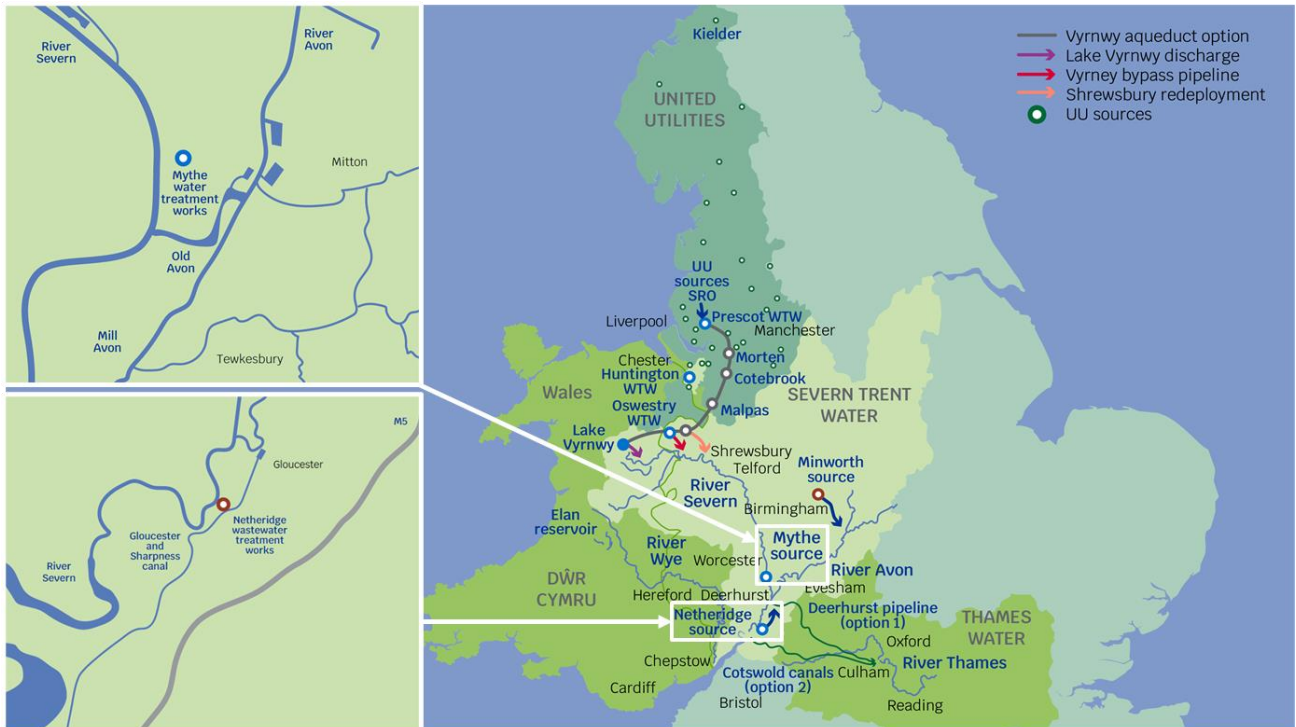 River
Severn
River
Avon
Mythe
water
treatment
works
Mitton
Old
Avon
Mill
Avon
Tewkesbury
M5
Gloucester
Netheridge
wastewater
treatment
works
Gloucester
and
Sharpness
canal
River
Severn
Kielder
Vyrnwy aqueduct option
Lake Vyrnwy discharge
Vyrney bypass pipeline
Shrewsbury redeployment
UU sources
UNITED
UTILITIES
UU
sources
SRO
Prescot WTW
Liverpool
Manchester
Morten
Chester
Huntington
WTW
Cotebrook
Wales
SEVERN TRENT
WATER
Oswestry
WTW
Malpas
Lake
Vyrnwy
Shrewsbury
Telford
Minworth
source
River
Severn
Birmingham
Elan
reservoir
River
Wye
Worcester
Mythe
source
River Avon
DŴR
CYMRU
Evesham
Hereford
Deerhurst
Netheridge
source
Deerhurst pipeline
(option 1)
THAMES
WATER
Oxford
Chepstow
River Thames
Cotswold canals
(option 2)
Culham
Cardiff
Bristol
Reading